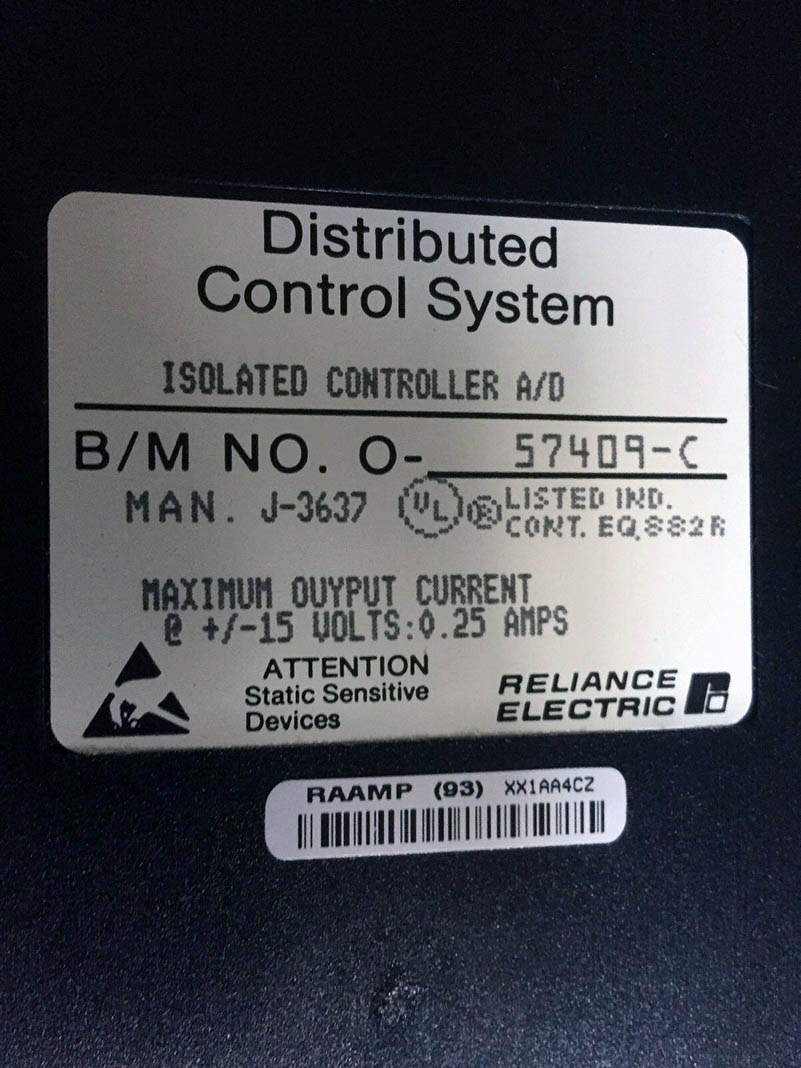 Distributed
Control System
ISOLATED CONTROLLER A/D
B/M NO. O- 57409-C
MAN. J-3637 UL ® LISTED IND.
CONT. EQ.882R
MAXIMUM OUYPUT CURRENT
@ +/-15 VOLTS:0.25 AMPS
ATTENTION
Static Sensitive
Devices
RELIANCE
ELECTRIC
RAAMP (93) XX1AA4CZ